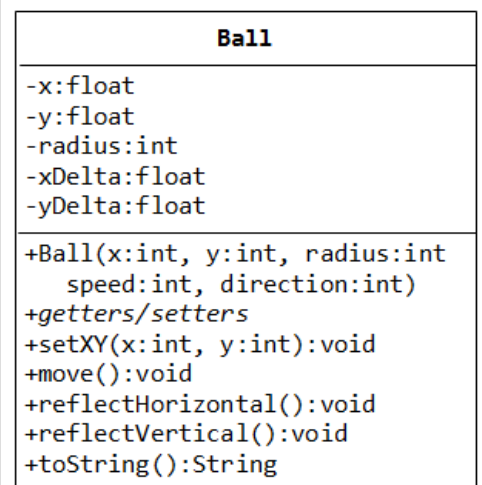 Ball
-x:float
-y:float
-radius:int
-xDelta:float
-yDelta:float
+Ball(x:int, y:int, radius:int
speed:int, direction:int)
+getters/setters
+setXY(x:int, y:int):void
+move():void
+reflectHorizontal():void
+reflectVertical():void
+toString():String